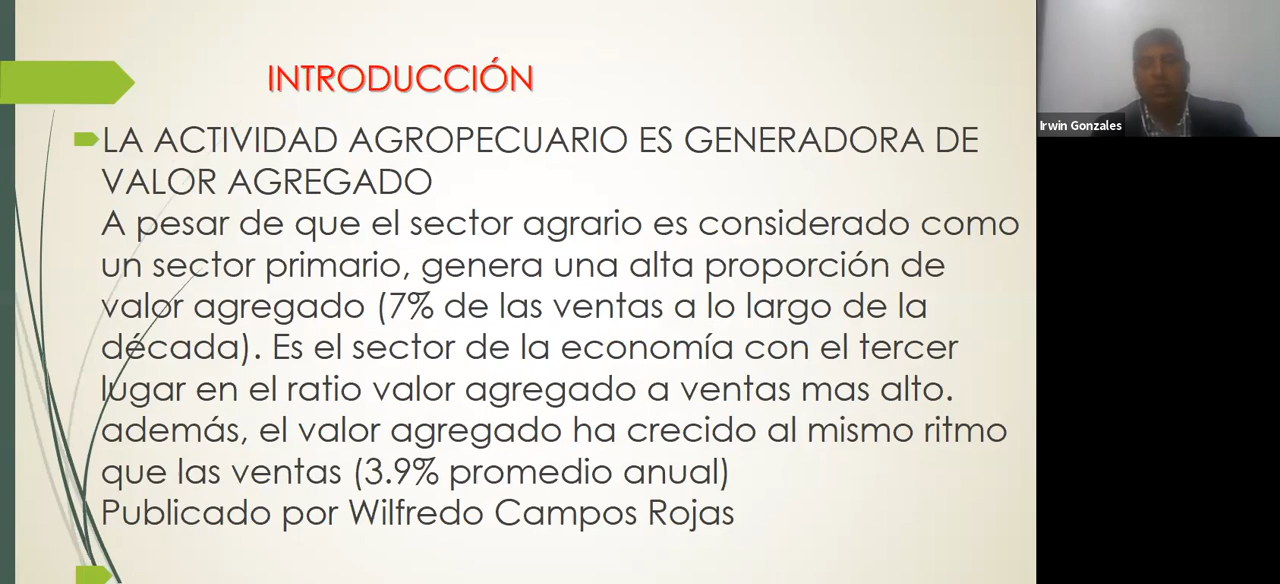 INTRODUCCIÓN
LA ACTIVIDAD AGROPECUARIO ES GENERADORA DE
VALOR AGREGADO
A pesar de que el sector agrario es considerado como
un sector primario, genera una alta proporción de
valor agregado (7% de las ventas a lo largo de la
década). Es el sector de la economía con el tercer
lugar en el ratio valor agregado a ventas mas alto.
además, el valor agregado ha crecido al mismo ritmo
que las ventas (3.9% promedio anual)
Publicado por Wilfredo Campos Rojas
Irwin Gonzales